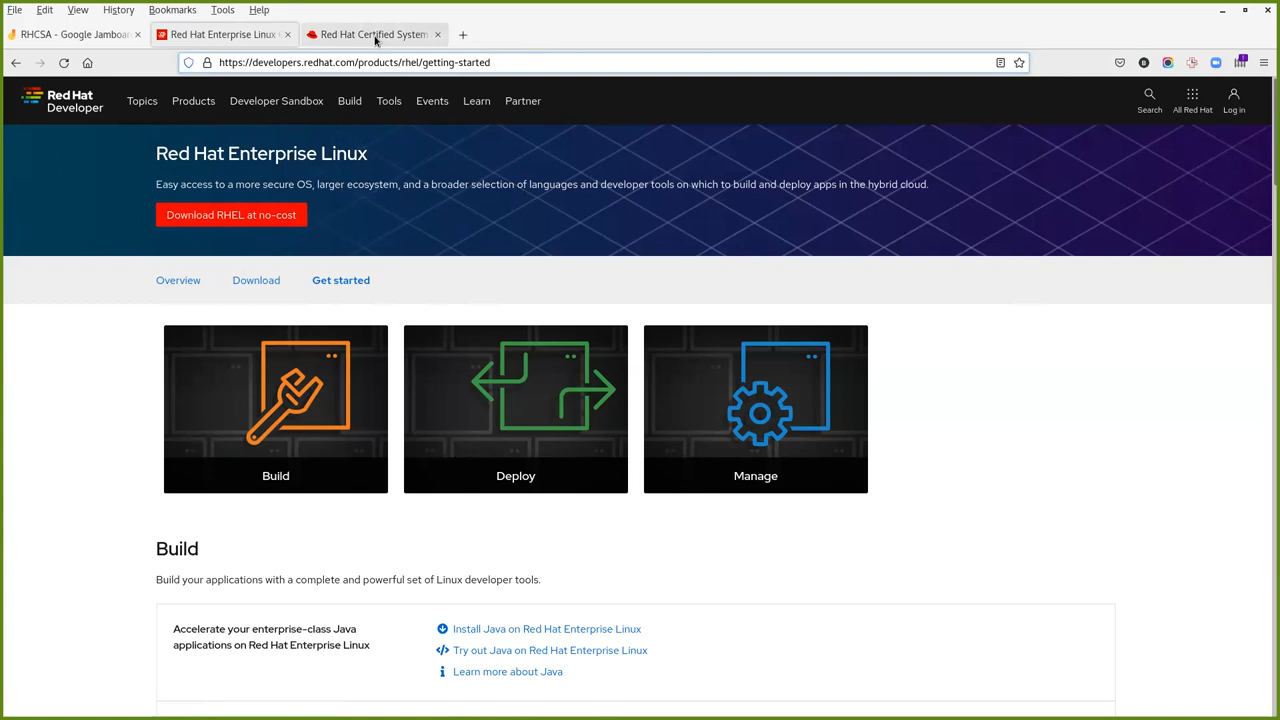 File Edit View History Bookmarks Tools Help
RHCSA - Google Jamboar
Red Hat Enterprise Linux
Red Hat Certified System
https://developers.redhat.com/products/rhel/getting-started
Red Hat
Developer
Topics Products Developer Sandbox Build Tools Events Learn Partner
Search All Red Hat Log in
Red Hat Enterprise Linux
Easy access to a more secure OS, larger ecosystem, and a broader selection of languages and developer tools on which to build and deploy apps in the hybrid cloud.
Download RHEL at no-cost
Overview Download Get started
Build Deploy Manage
Build
Build your applications with a complete and powerful set of Linux developer tools.
Accelerate your enterprise-class Java
applications on Red Hat Enterprise Linux
Install Java on Red Hat Enterprise Linux
Try out Java on Red Hat Enterprise Linux
Learn more about Java